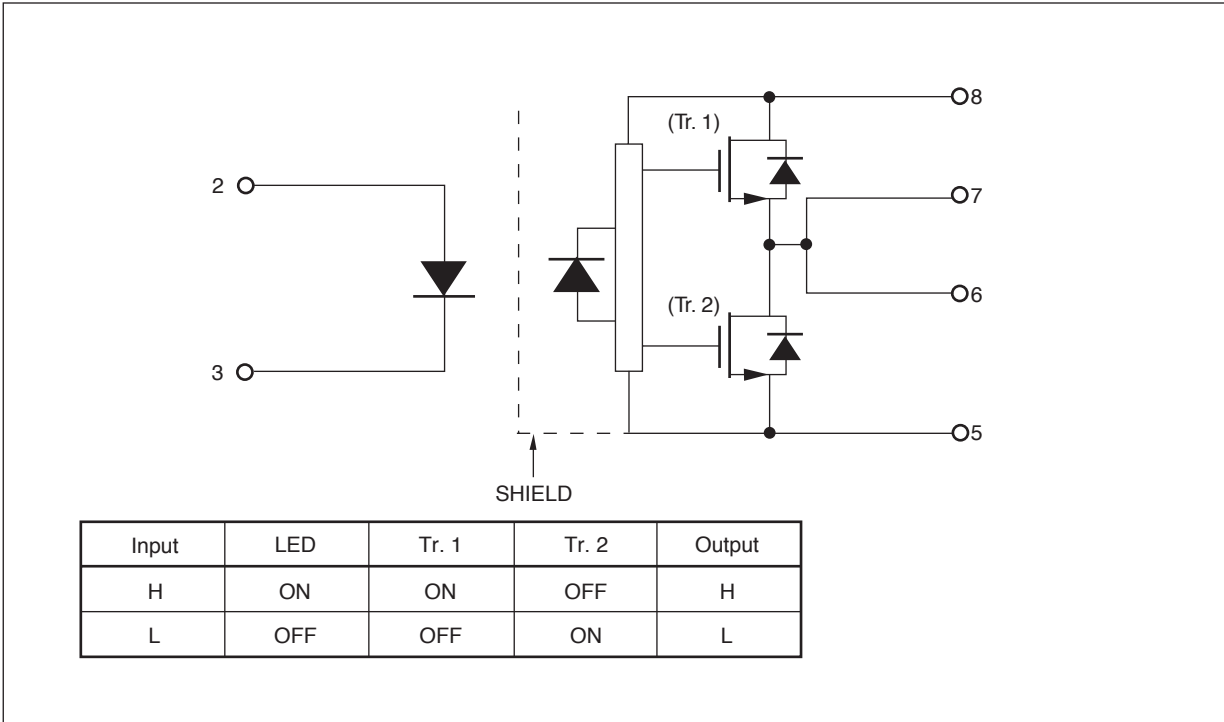 8
(Tr. 1)
2
7
6
(Tr. 2)
3
5
SHIELD
Input LED Tr. 1 Tr. 2 Output
H ON ON OFF H
L OFF OFF ON L